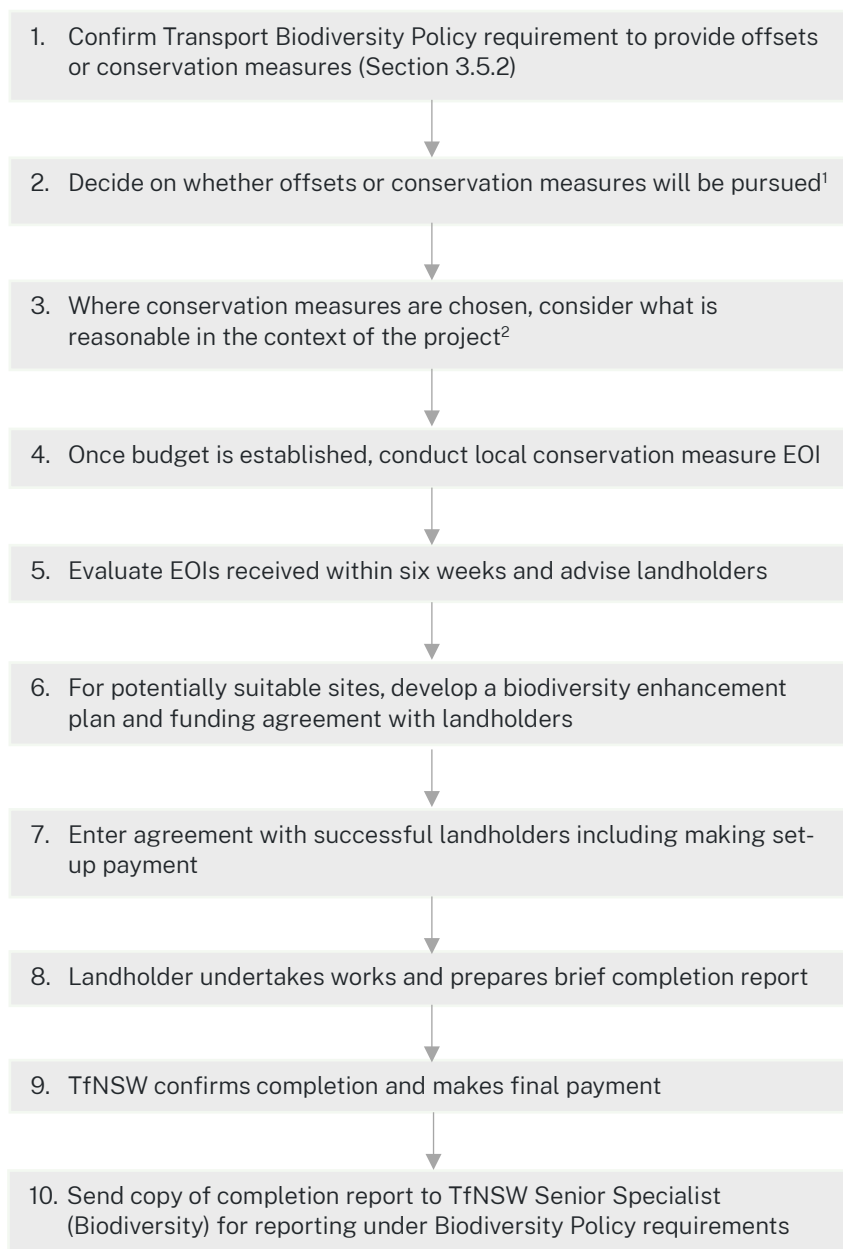 1. Confirm Transport Biodiversity Policy requirement to provide offsets
or conservation measures (Section 3.5.2)
2. Decide on whether offsets or conservation measures will be pursued¹
3. Where conservation measures are chosen, consider what is
reasonable in the context of the project²
4. Once budget is established, conduct local conservation measure EOI
5. Evaluate EOIs received within six weeks and advise landholders
6. For potentially suitable sites, develop a biodiversity enhancement
plan and funding agreement with landholders
7. Enter agreement with successful landholders including making set-
up payment
8. Landholder undertakes works and prepares brief completion report
9. TfNSW confirms completion and makes final payment
10. Send copy of completion report to TfNSW Senior Specialist
(Biodiversity) for reporting under Biodiversity Policy requirements